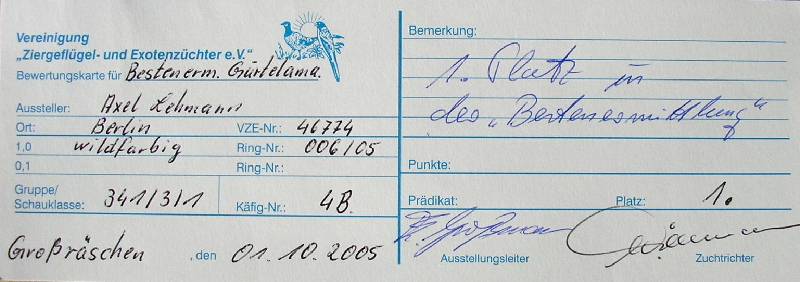 Vereinigung
„Ziergeflügel- und Exotenzüchter e.V."
Bewertungskarte für Bestenerm. Gürtelama.
Aussteller: Axel Lehmann
Ort: Berlin VZE-Nr.: 46774
1,0 wildfarbig Ring-Nr.: 006/05
0,1 Ring-Nr.:
Gruppe/
Schauklasse: 341/3/1 Käfig-Nr.: 4B.
Großräschen, den 01.10.2005
Bemerkung:
1. Platz in
der „Bestenermittlung"
Punkte:
Prädikat: Platz: 1.
Ausstellungsleiter Zuchtrichter